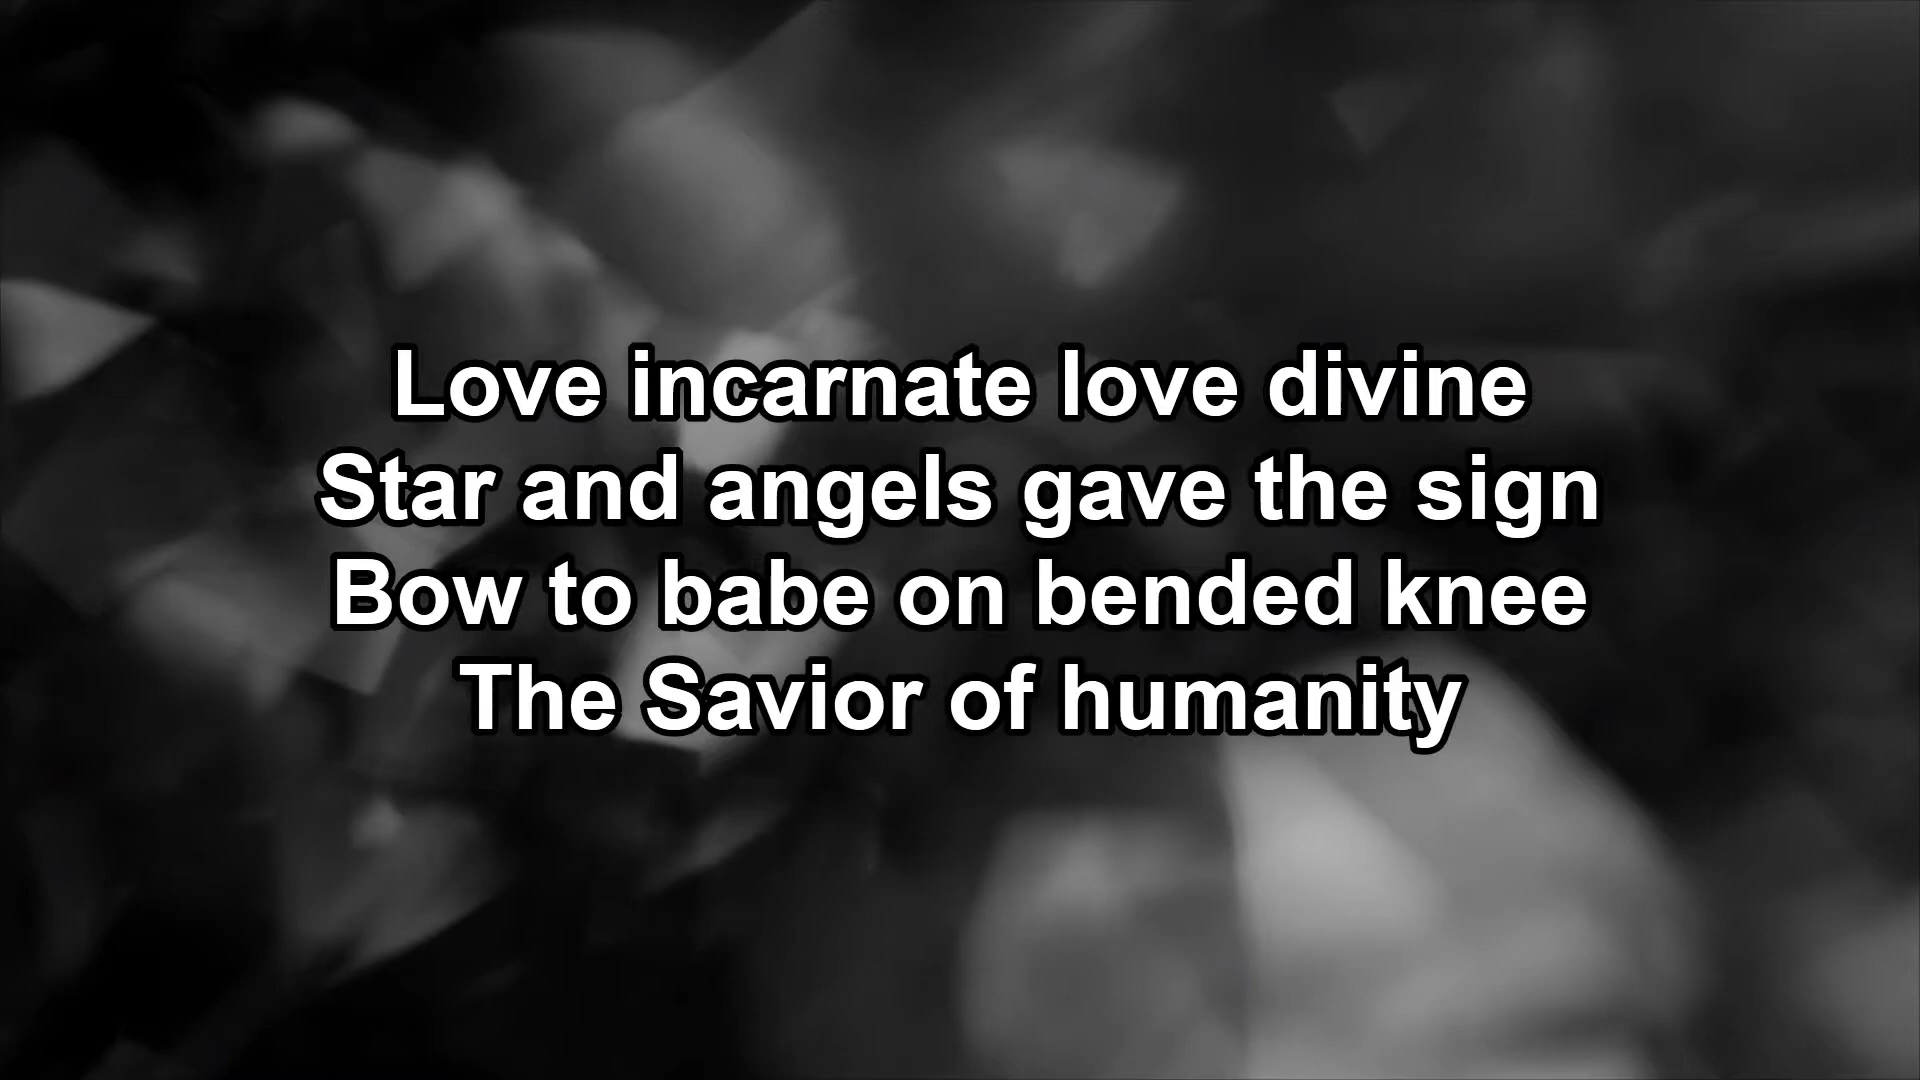 Love incarnate love divine
Star and angels gave the sign
Bow to babe on bended knee
The Savior of humanity